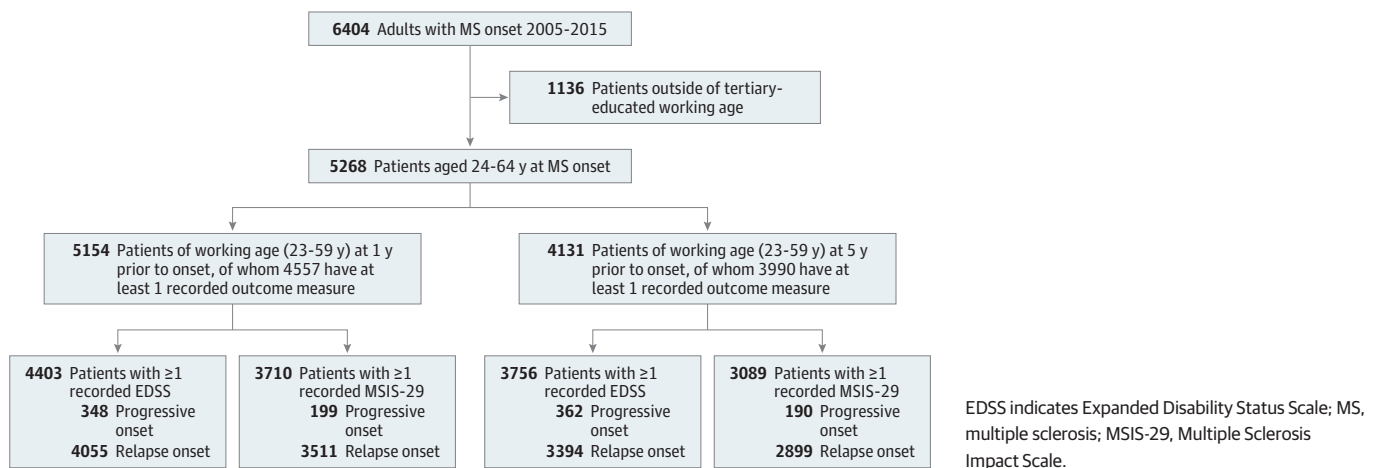 6404 Adults with MS onset 2005-2015
1136 Patients outside of tertiary-
educated working age
5268 Patients aged 24-64 y at MS onset
5154 Patients of working age (23-59 y) at 1 y
prior to onset, of whom 4557 have at
least 1 recorded outcome measure
4131 Patients of working age (23-59 y) at 5 y
prior to onset, of whom 3990 have at
least 1 recorded outcome measure
4403 Patients with ≥1
recorded EDSS
348 Progressive
onset
4055 Relapse onset
3710 Patients with ≥1
recorded MSIS-29
199 Progressive
onset
3511 Relapse onset
3756 Patients with ≥1
recorded EDSS
362 Progressive
onset
3394 Relapse onset
3089 Patients with ≥1
recorded MSIS-29
190 Progressive
onset
2899 Relapse onset
EDSS indicates Expanded Disability Status Scale; MS,
multiple sclerosis; MSIS-29, Multiple Sclerosis
Impact Scale.